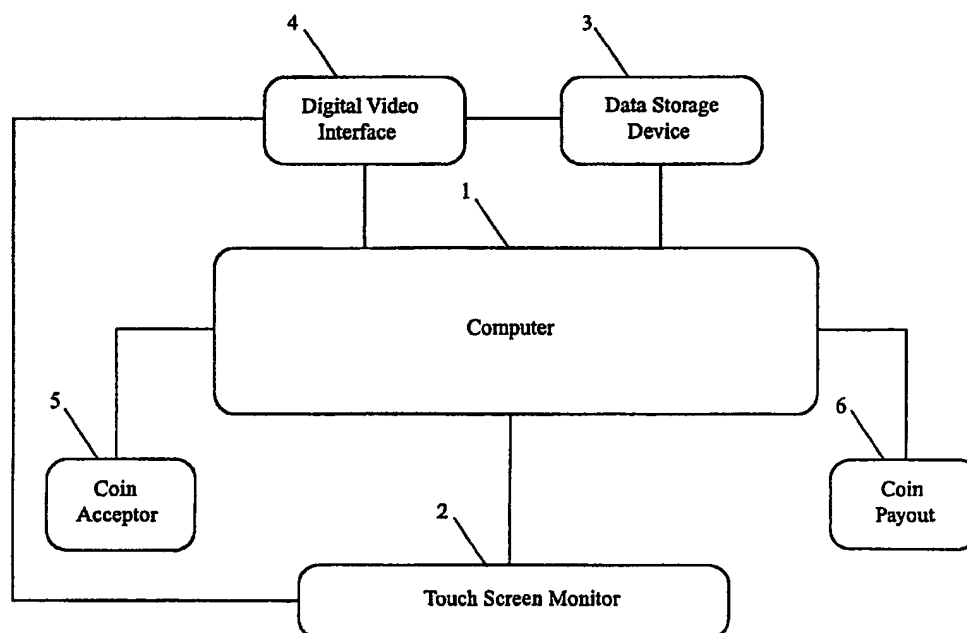 4
3
Digital Video
Interface
Data Storage
Device
1
Computer
5
6
Coin
Acceptor
Coin
Payout
2
Touch Screen Monitor